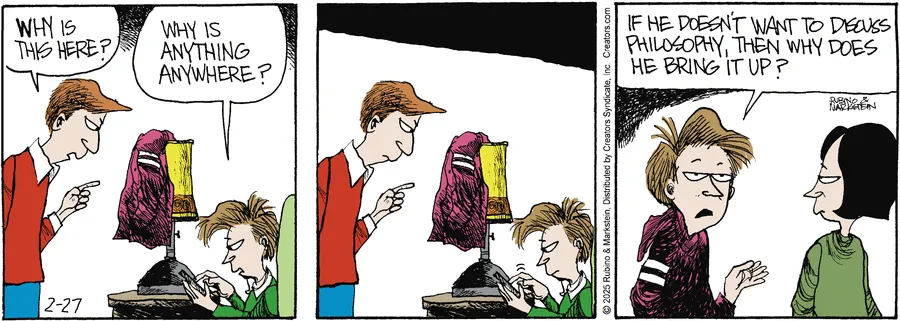 WHY IS
THIS HERE?
WHY IS
ANYTHING
ANYWHERE?
2-27
© 2025 Rubino & Markstein, Distributed by Creators Syndicate, Inc. Creators.com
IF HE DOESN'T WANT TO DISCUSS
PHILOSOPHY, THEN WHY DOES
HE BRING IT UP?
RUBINO &
MARKSTEIN